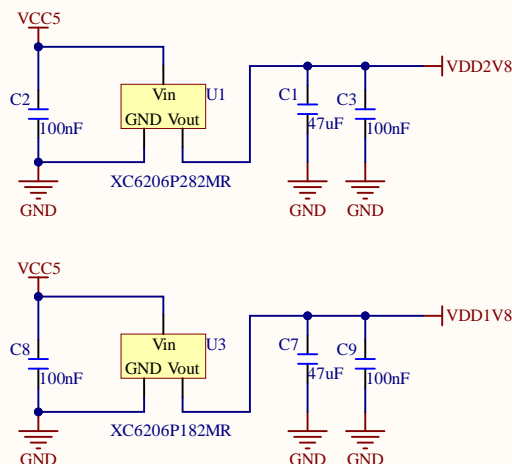 VCC5
VDD2V8
C2
Vin
U1
C1
C3
100nF
GND Vout
47uF
100nF
XC6206P282MR
GND
GND
GND
VCC5
VDD1V8
C8
Vin
U3
C7
C9
100nF
GND Vout
47uF
100nF
XC6206P182MR
GND
GND
GND